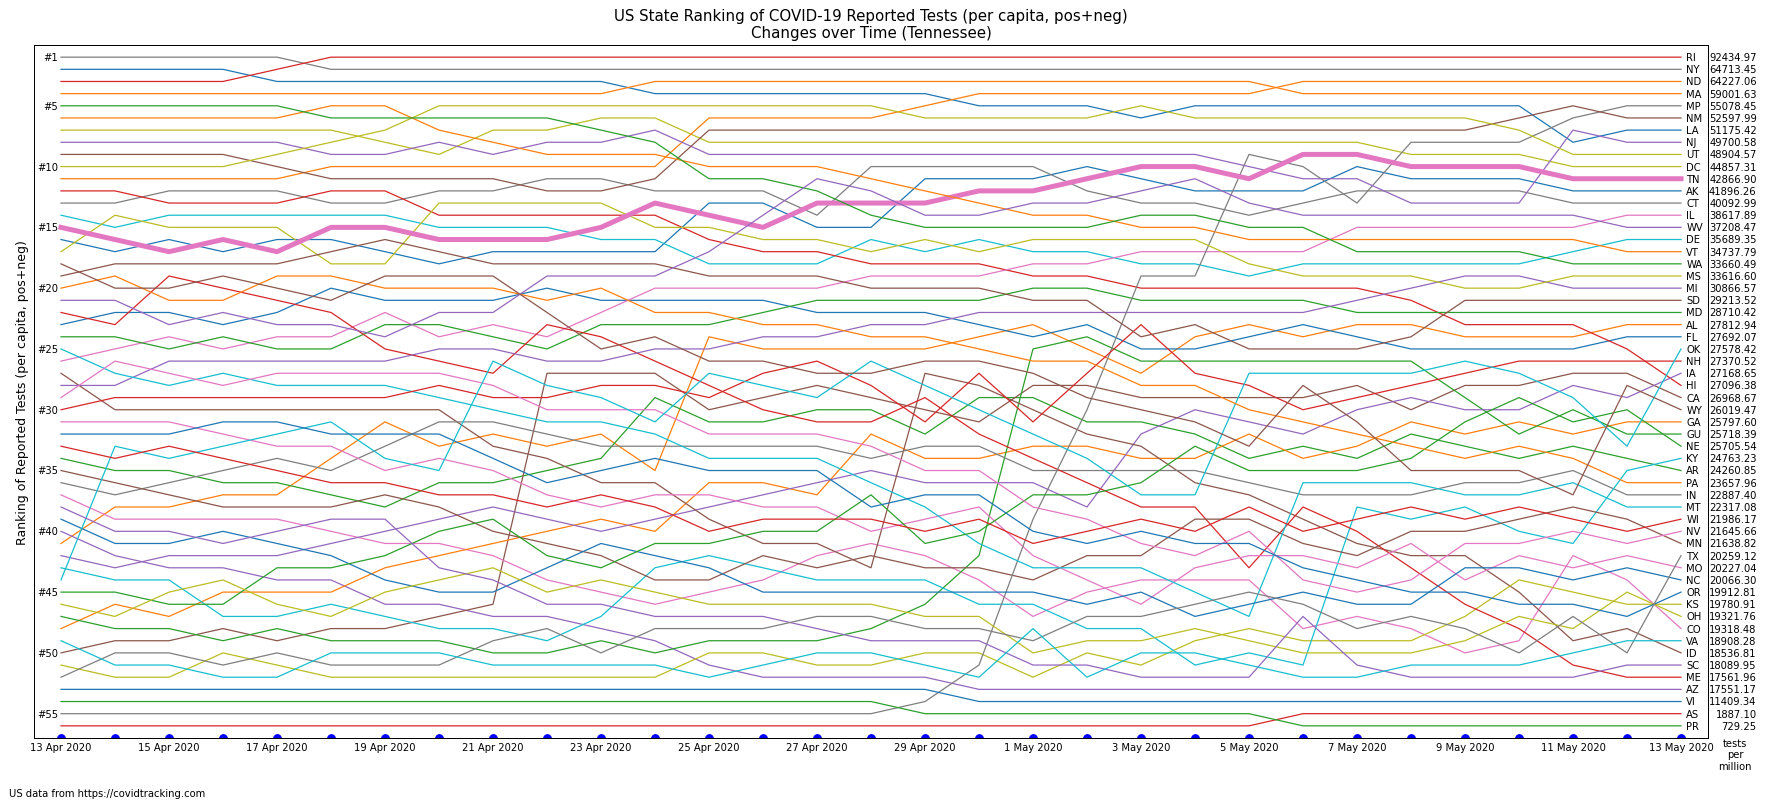 US State Ranking of COVID-19 Reported Tests (per capita, pos+neg)
Changes over Time (Tennessee)
Ranking of Reported Tests (per capita, pos+neg)
#1
#5
#10
#15
#20
#25
#30
#35
#40
#45
#50
#55
RI 92434.97
NY 64713.45
ND 64227.06
MA 59001.63
MP 55078.45
NM 52597.99
LA 51175.42
NJ 49700.58
UT 48904.57
DC 44857.31
TN 42866.90
AK 41896.26
CT 40092.99
IL 38617.89
WV 37208.47
DE 35689.35
VT 34737.79
WA 33660.49
MS 33616.60
MI 30866.57
SD 29213.52
MD 28710.42
AL 27812.94
FL 27692.07
OK 27578.42
NH 27370.52
IA 27168.65
HI 27096.38
CA 26968.67
WY 26019.47
GA 25797.60
GU 25718.39
NE 25705.54
KY 24763.23
AR 24260.85
PA 23657.96
IN 22887.40
MT 22317.08
WI 21986.17
NV 21645.66
MN 21638.82
TX 20259.12
MO 20227.04
NC 20066.30
OR 19912.81
KS 19780.91
OH 19321.76
CO 19318.48
VA 18908.28
ID 18536.81
SC 18089.95
ME 17561.96
AZ 17551.17
VI 11409.34
AS 1887.10
PR 729.25
13 Apr 2020 15 Apr 2020 17 Apr 2020 19 Apr 2020 21 Apr 2020 23 Apr 2020 25 Apr 2020 27 Apr 2020 29 Apr 2020 1 May 2020 3 May 2020 5 May 2020 7 May 2020 9 May 2020 11 May 2020 13 May 2020
tests
per
million
US data from https://covidtracking.com